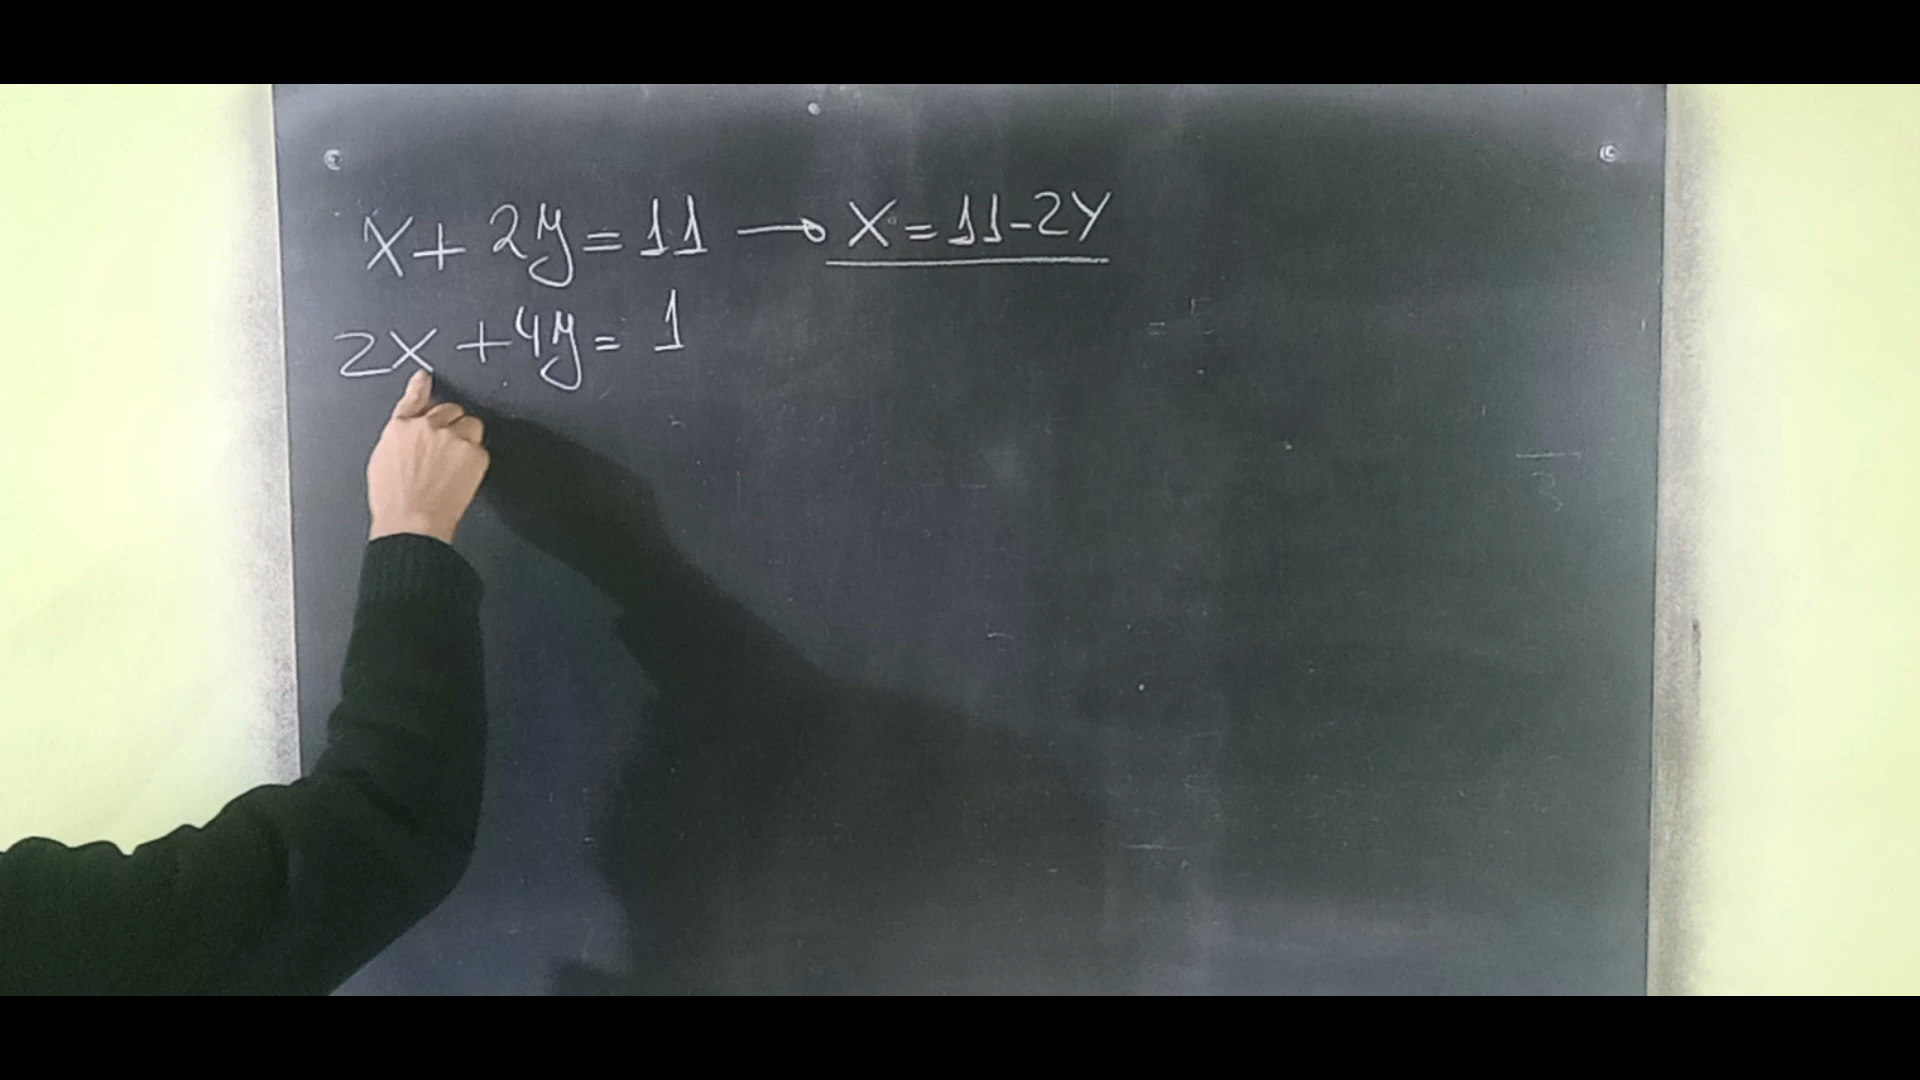 x + 2y = 11 → x = 11 - 2y
2x + 4y = 1